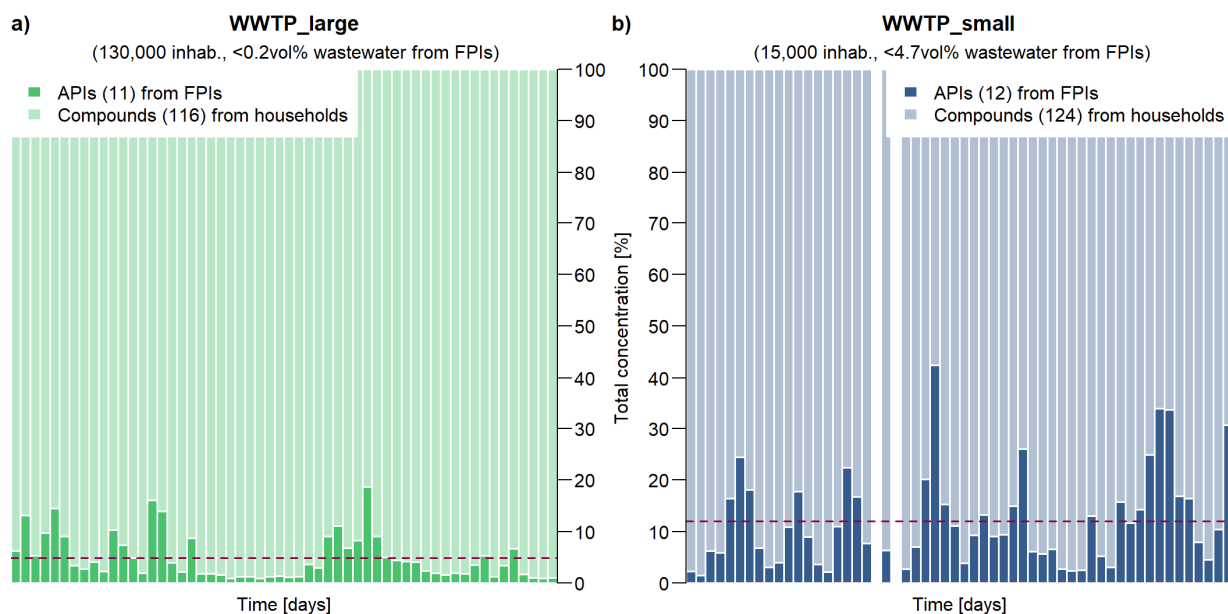 a)
WWTP_large
(130,000 inhab., <0.2vol% wastewater from FPIs)
APIs (11) from FPIs
Compounds (116) from households
100
90
80
70
60
50
40
30
20
10
0
Time [days]
Total concentration [%]
b)
WWTP_small
(15,000 inhab., <4.7vol% wastewater from FPIs)
100
90
80
70
60
50
40
30
20
10
0
APIs (12) from FPIs
Compounds (124) from households
Time [days]